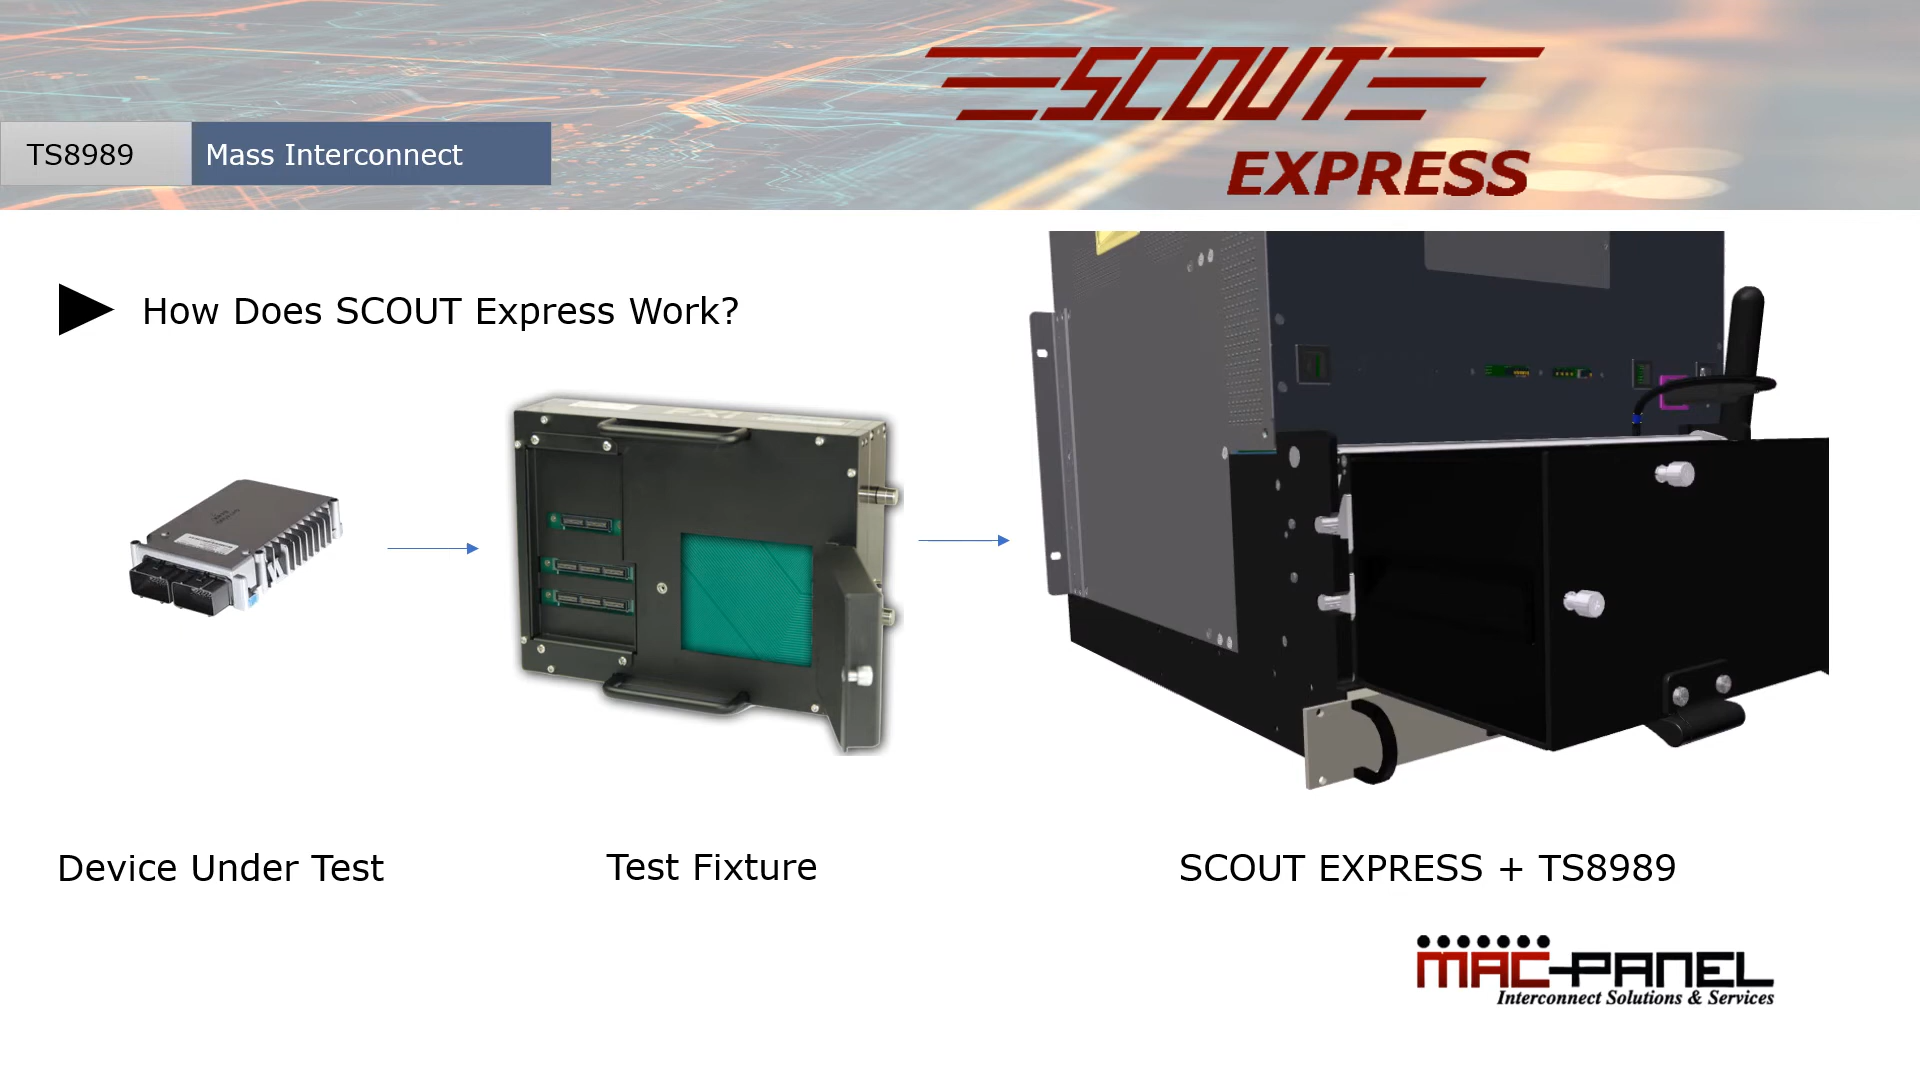 SCOUT
EXPRESS
TS8989
Mass Interconnect
How Does SCOUT Express Work?
Device Under Test
Test Fixture
SCOUT EXPRESS + TS8989
MAC-PANEL
Interconnect Solutions & Services